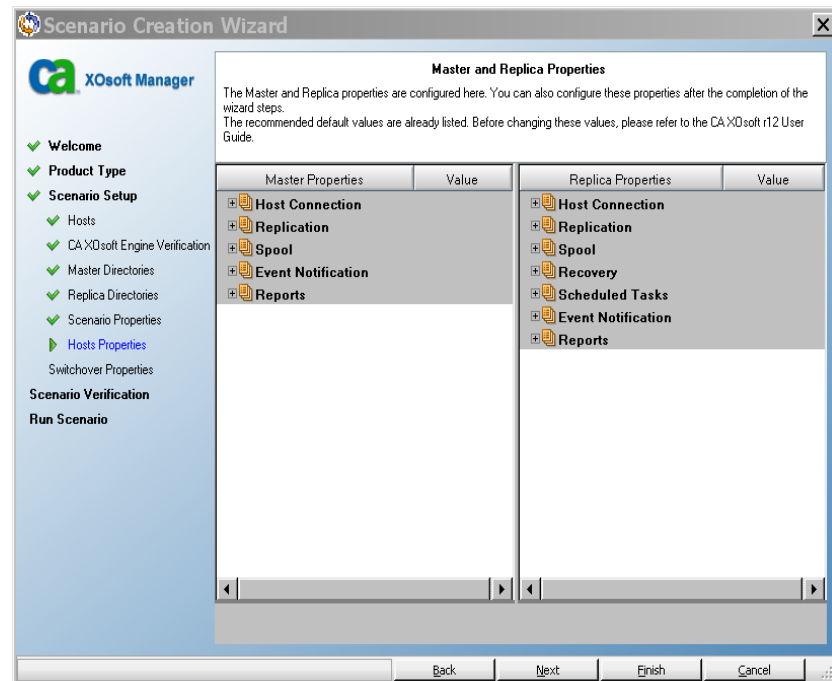 Scenario Creation Wizard
ca XOsoft Manager
Welcome
Product Type
Scenario Setup
Hosts
CA XOsoft Engine Verification
Master Directories
Replica Directories
Scenario Properties
Hosts Properties
Switchover Properties
Scenario Verification
Run Scenario
Master and Replica Properties
The Master and Replica properties are configured here. You can also configure these properties after the completion of the
wizard steps.
The recommended default values are already listed. Before changing these values, please refer to the CA XOsoft r12 User
Guide.
Master Properties Value
Host Connection
Replication
Spool
Event Notification
Reports
Replica Properties Value
Host Connection
Replication
Spool
Recovery
Scheduled Tasks
Event Notification
Reports
Back Next Finish Cancel